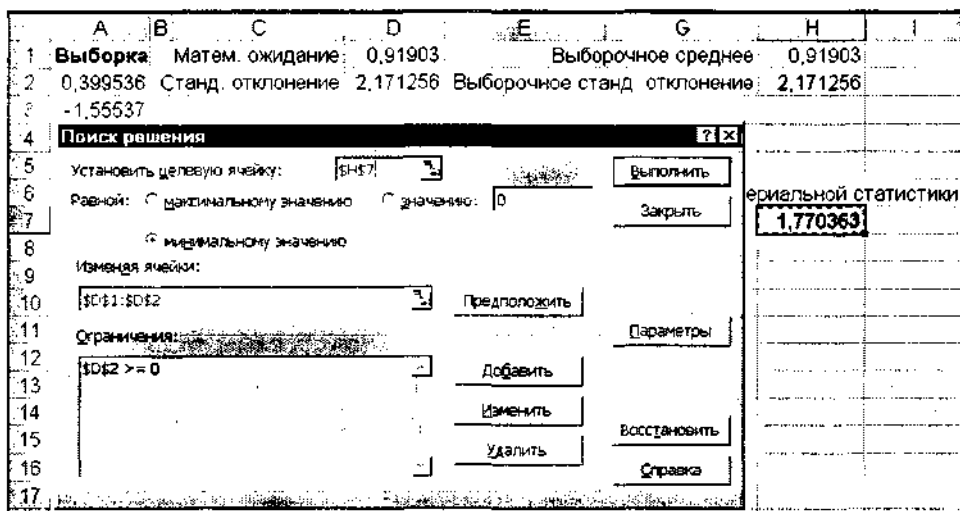 A B C D E G H I
1 Выборка Матем. ожидание 0,91903 Выборочное среднее 0,91903
2 0,399536 Станд. отклонение 2,171256 Выборочное станд отклонение 2,171256
3 -1,55537
4 Поиск решения
5 Установить целевую ячейку: $H$7 Выполнить
6 Равной: максимальному значению значению: 0 Закрыть ериальной статистики
7 1,770363
8 минимальному значению
9 Изменяя ячейки:
10 $D$1:$D$2 Предположить
11 Ограничения: Параметры
12 $D$2 >= 0 Добавить
13
14 Изменить
15 Удалить Восстановить
16 Справка
17